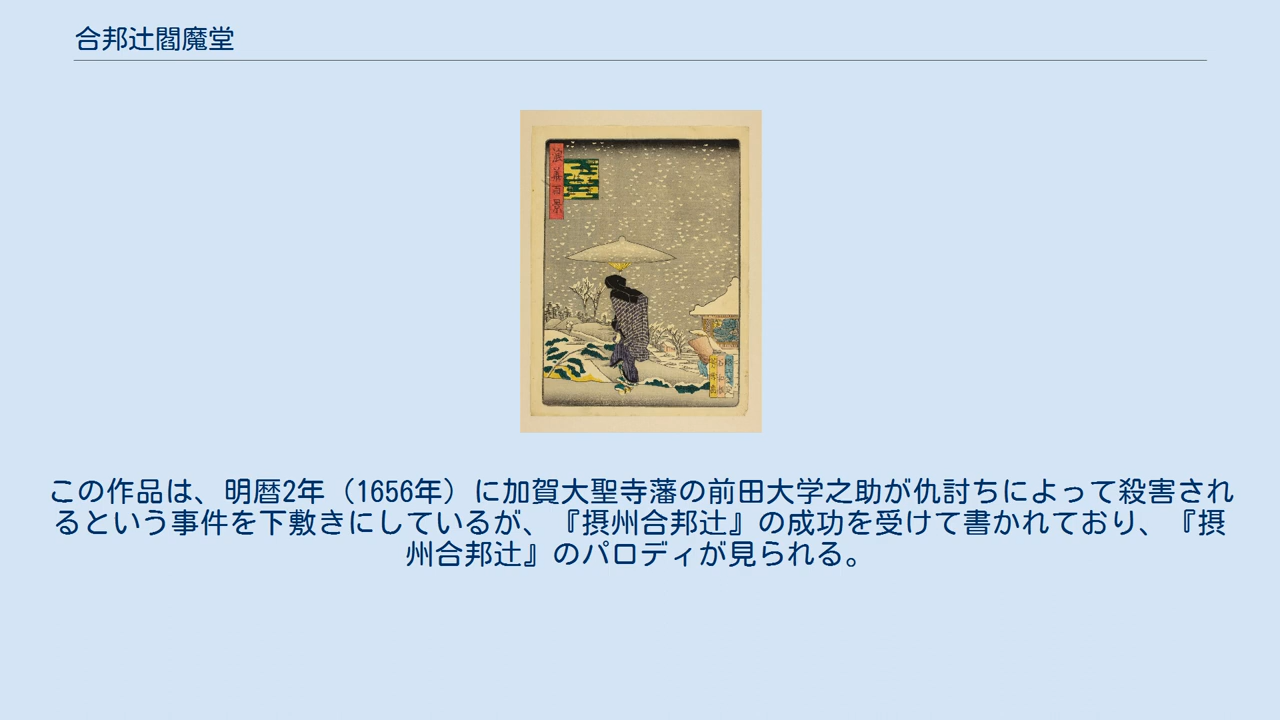 合邦辻閻魔堂
浪華百景
この作品は、明暦2年（1656年）に加賀大聖寺藩の前田大学之助が仇討ちによって殺害され
るという事件を下敷きにしているが、『摂州合邦辻』の成功を受けて書かれており、『摂
州合邦辻』のパロディが見られる。